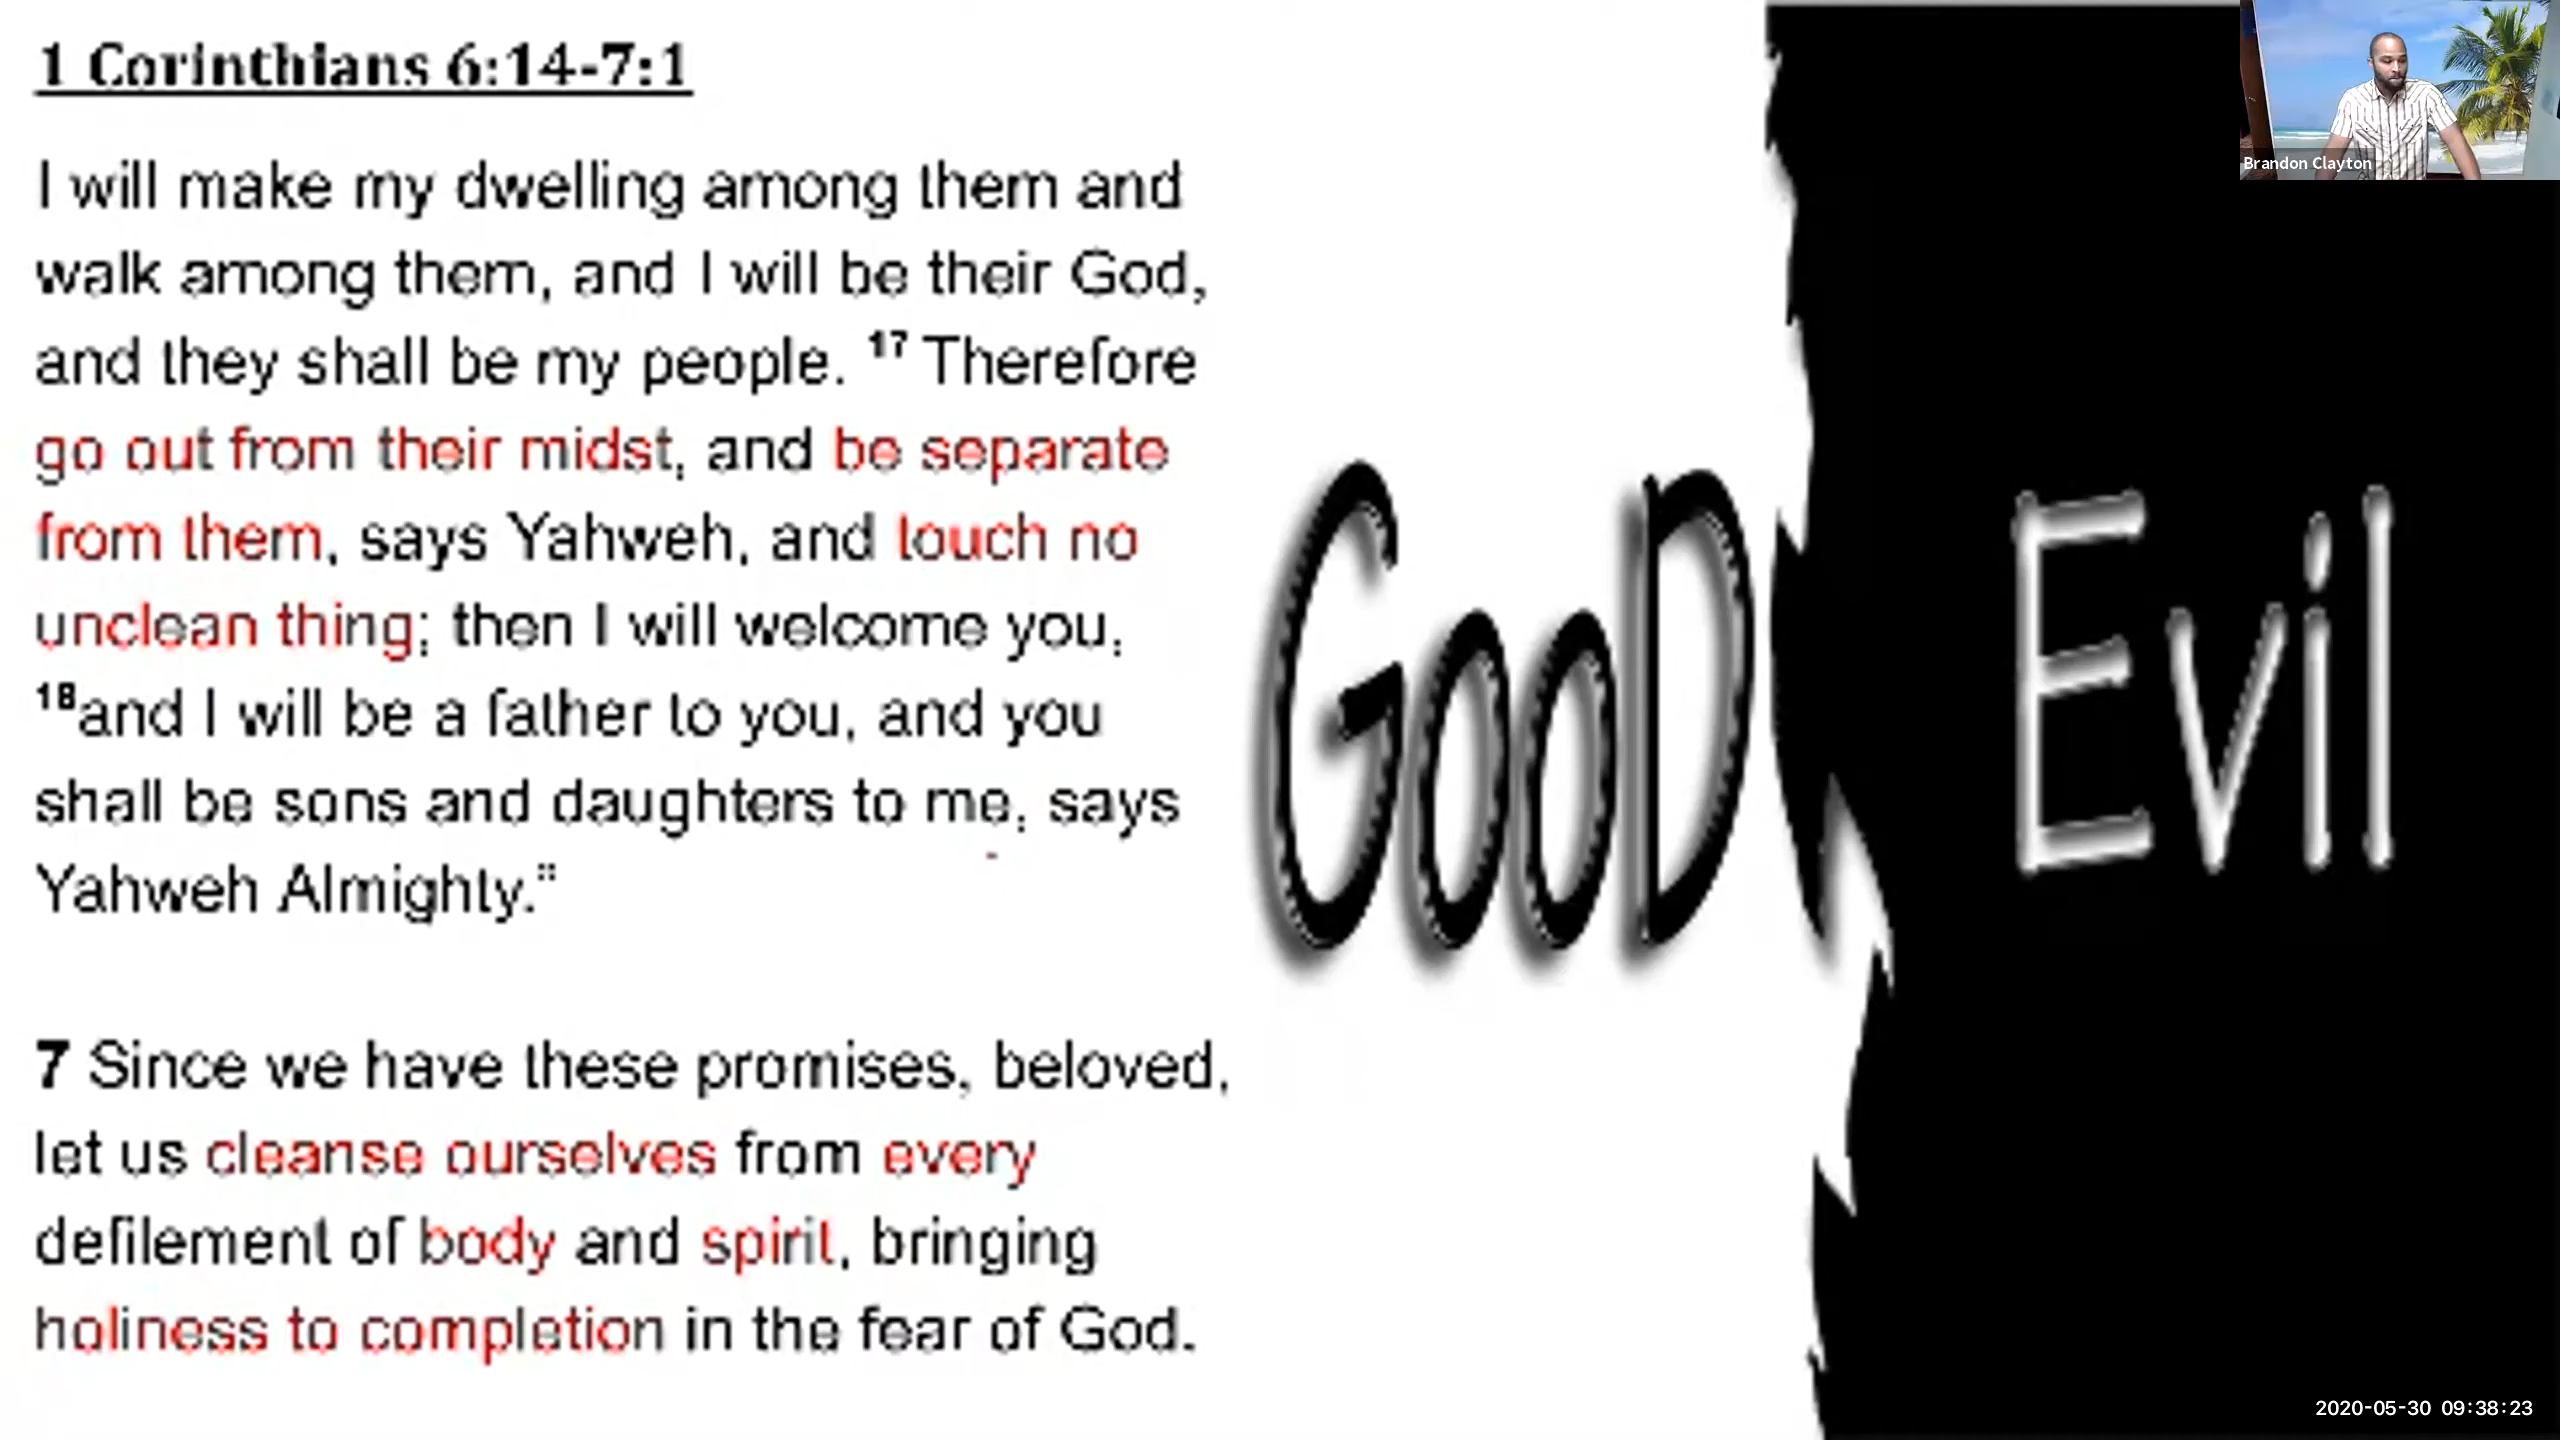 1 Corinthians 6:14-7:1
I will make my dwelling among them and
walk among them, and I will be their God,
and they shall be my people. 17 Therefore
go out from their midst, and be separate
from them, says Yahweh, and touch no
unclean thing; then I will welcome you,
18and I will be a father to you, and you
shall be sons and daughters to me, says
Yahweh Almighty."
7 Since we have these promises, beloved,
let us cleanse ourselves from every
defilement of body and spirit, bringing
holiness to completion in the fear of God.
GooD
Evil
Brandon Clayton
2020-05-30 09:38:23